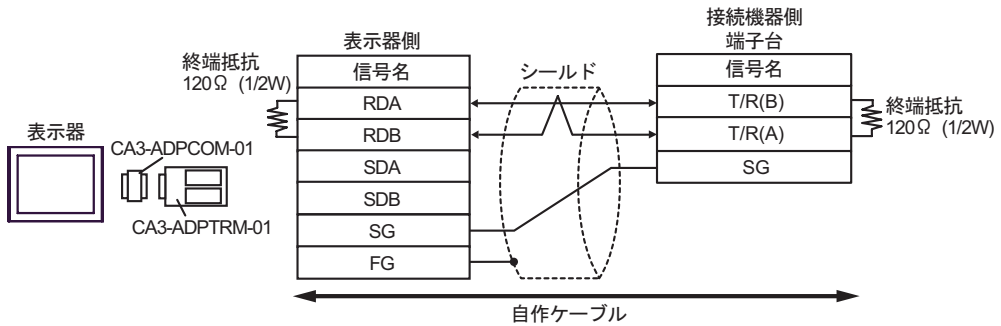 表示器
CA3-ADPCOM-01
CA3-ADPTRM-01
終端抵抗
120Ω (1/2W)
表示器側
信号名
RDA
RDB
SDA
SDB
SG
FG
シールド
接続機器側
端子台
信号名
T/R(B)
T/R(A)
SG
終端抵抗
120Ω (1/2W)
自作ケーブル